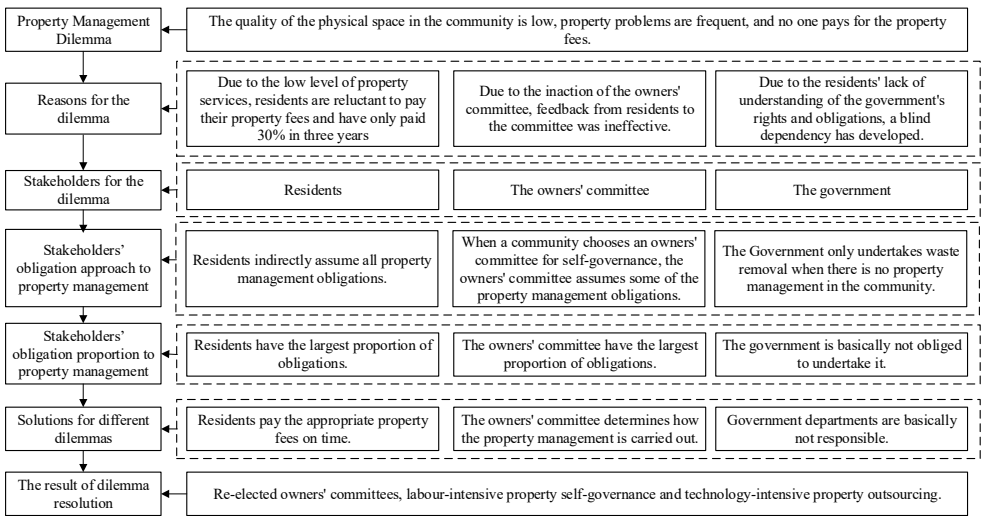 Property Management
Dilemma
The quality of the physical space in the community is low, property problems are frequent, and no one pays for the property
fees.
Reasons for the
dilemma
Due to the low level of property
services, residents are reluctant to pay
their property fees and have only paid
30% in three years
Due to the inaction of the owners'
committee, feedback from residents
to the committee was ineffective.
Due to the residents' lack of
understanding of the government's
rights and obligations, a blind
dependency has developed.
Stakeholders for the
dilemma
Residents
The owners' committee
The government
Stakeholders’
obligation approach to
property management
Residents indirectly assume all property
management obligations.
When a community chooses an owners'
committee for self-governance, the
owners' committee assumes some of the
property management obligations.
The Government only undertakes waste
removal when there is no property
management in the community.
Stakeholders’
obligation proportion to
property management
Residents have the largest proportion of
obligations.
The owners' committee have the largest
proportion of obligations.
The government is basically not obliged
to undertake it.
Solutions for different
dilemmas
Residents pay the appropriate property
fees on time.
The owners' committee determines how
the property management is carried out.
Government departments are basically
not responsible.
The result of dilemma
resolution
Re-elected owners' committees, labour-intensive property self-governance and technology-intensive property outsourcing.